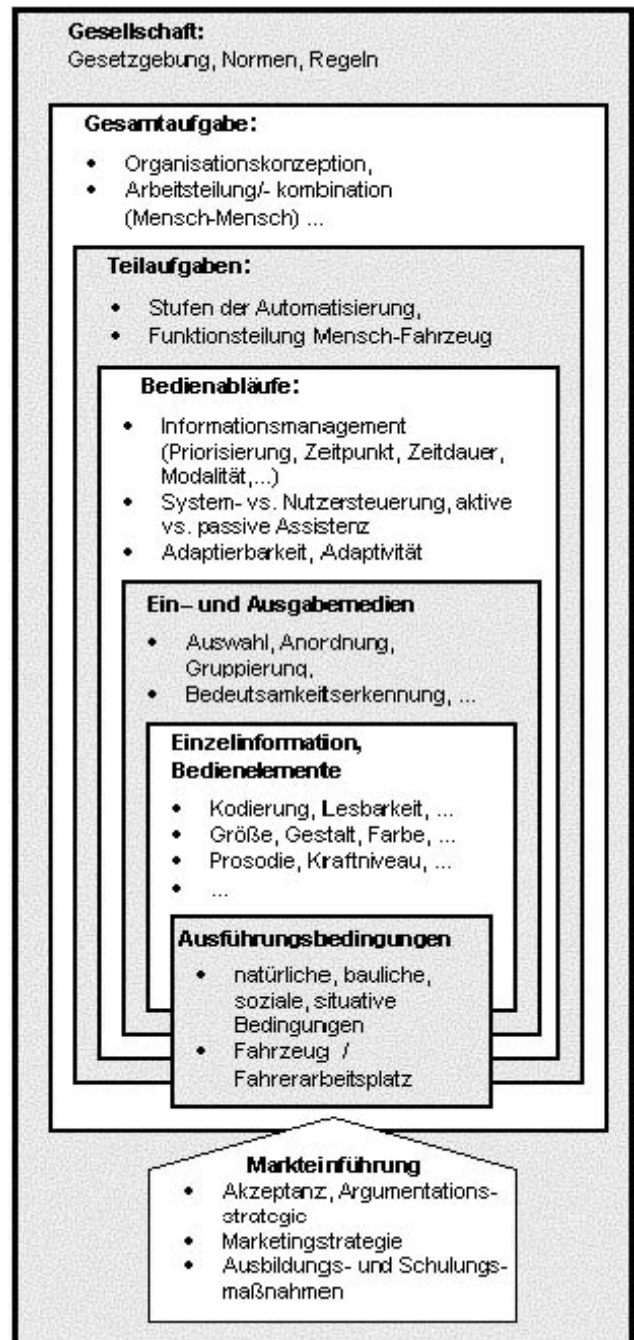 Gesellschaft:
Gesetzgebung, Normen, Regeln
Gesamtaufgabe:
• Organisationskonzeption,
• Arbeitsteilung/- kombination
(Mensch-Mensch) ...
Teilaufgaben:
• Stufen der Automatisierung,
• Funktionsteilung Mensch-Fahrzeug
Bedienabläufe:
• Informationsmanagement
(Priorisierung, Zeitpunkt, Zeitdauer,
Modalität,...)
• System- vs. Nutzersteuerung, aktive
vs. passive Assistenz
• Adaptierbarkeit, Adaptivität
Ein– und Ausgabemedien
• Auswahl, Anordnung,
Gruppierung,
• Bedeutsamkeitserkennung, ...
Einzelinformation,
Bedienelemente
• Kodierung, Lesbarkeit, ...
• Größe, Gestalt, Farbe, ...
• Prosodie, Kraftniveau, ...
• ...
Ausführungsbedingungen
• natürliche, bauliche,
soziale, situative
Bedingungen
• Fahrzeug /
Fahrerarbeitsplatz
Markteinführung
• Akzeptanz, Argumentations-
strategie
• Marketingstrategie
• Ausbildungs- und Schulungs-
maßnahmen